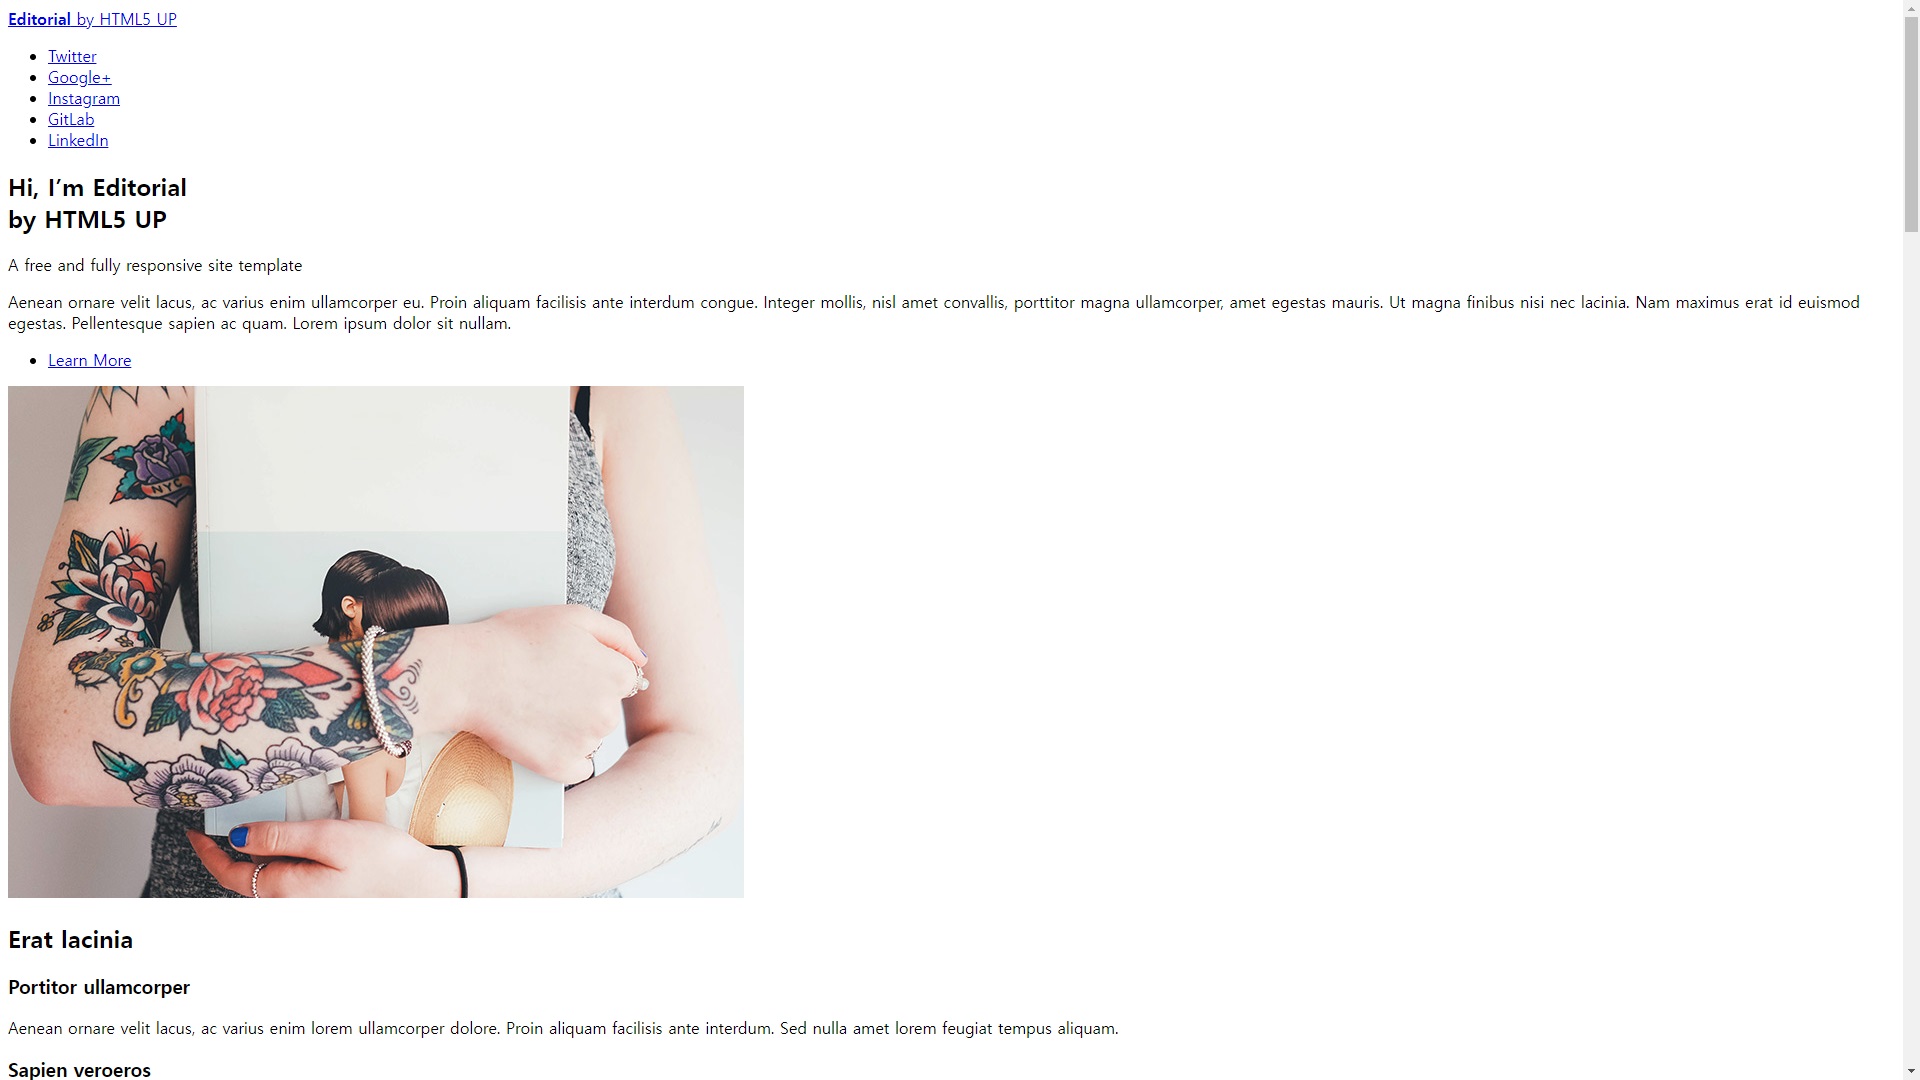 Editorial by HTML5 UP
Twitter
Google+
Instagram
GitLab
LinkedIn
Hi, I’m Editorial
by HTML5 UP
A free and fully responsive site template
Aenean ornare velit lacus, ac varius enim ullamcorper eu. Proin aliquam facilisis ante interdum congue. Integer mollis, nisl amet convallis, porttitor magna ullamcorper, amet egestas mauris. Ut magna finibus nisi nec lacinia. Nam maximus erat id euismod
egestas. Pellentesque sapien ac quam. Lorem ipsum dolor sit nullam.
Learn More
NYC
Erat lacinia
Portitor ullamcorper
Aenean ornare velit lacus, ac varius enim lorem ullamcorper dolore. Proin aliquam facilisis ante interdum. Sed nulla amet lorem feugiat tempus aliquam.
Sapien veroeros